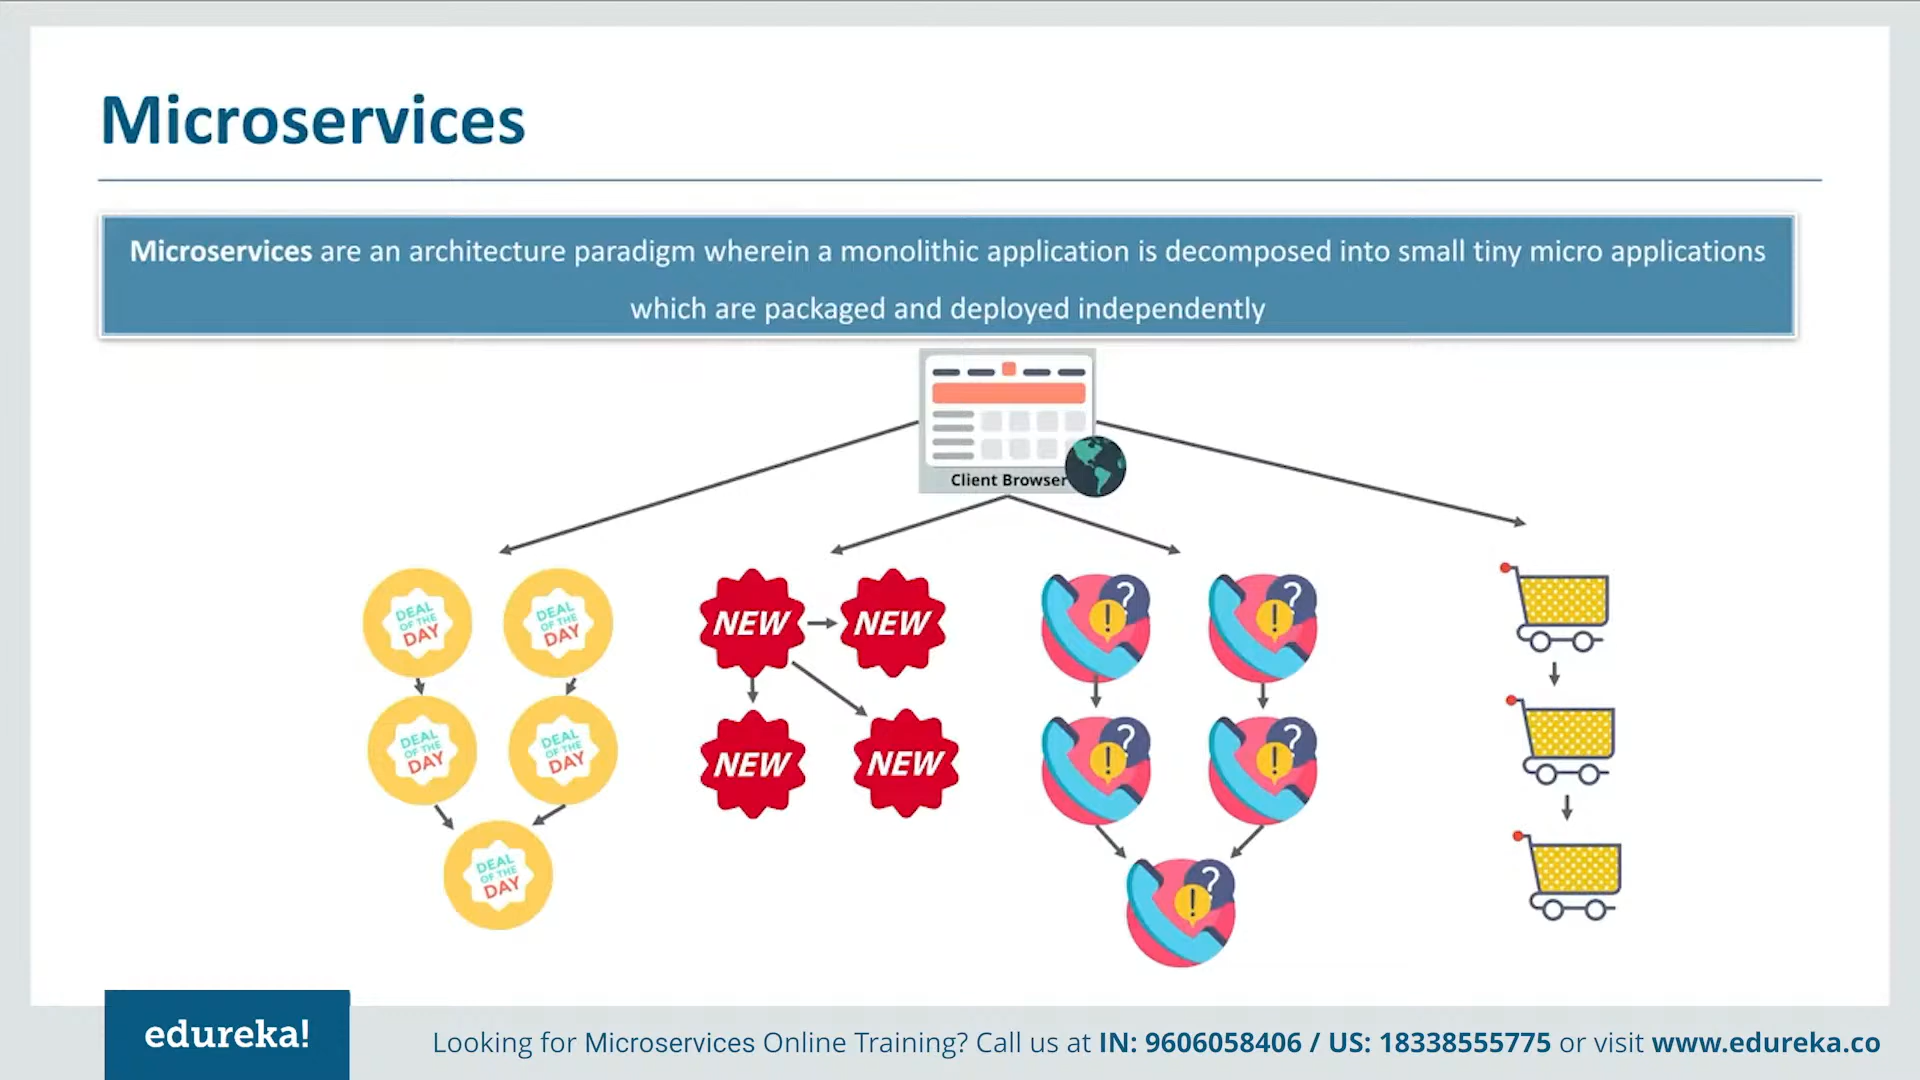 Microservices
Microservices are an architecture paradigm wherein a monolithic application is decomposed into small tiny micro applications
which are packaged and deployed independently
Client Browser
DEAL
OF THE
DAY
DEAL
OF THE
DAY
NEW
NEW
?
!
?
!
DEAL
OF THE
DAY
DEAL
OF THE
DAY
NEW
NEW
?
!
?
!
DEAL
OF THE
DAY
?
!
edureka!
Looking for Microservices Online Training? Call us at IN: 9606058406 / US: 18338555775 or visit www.edureka.co